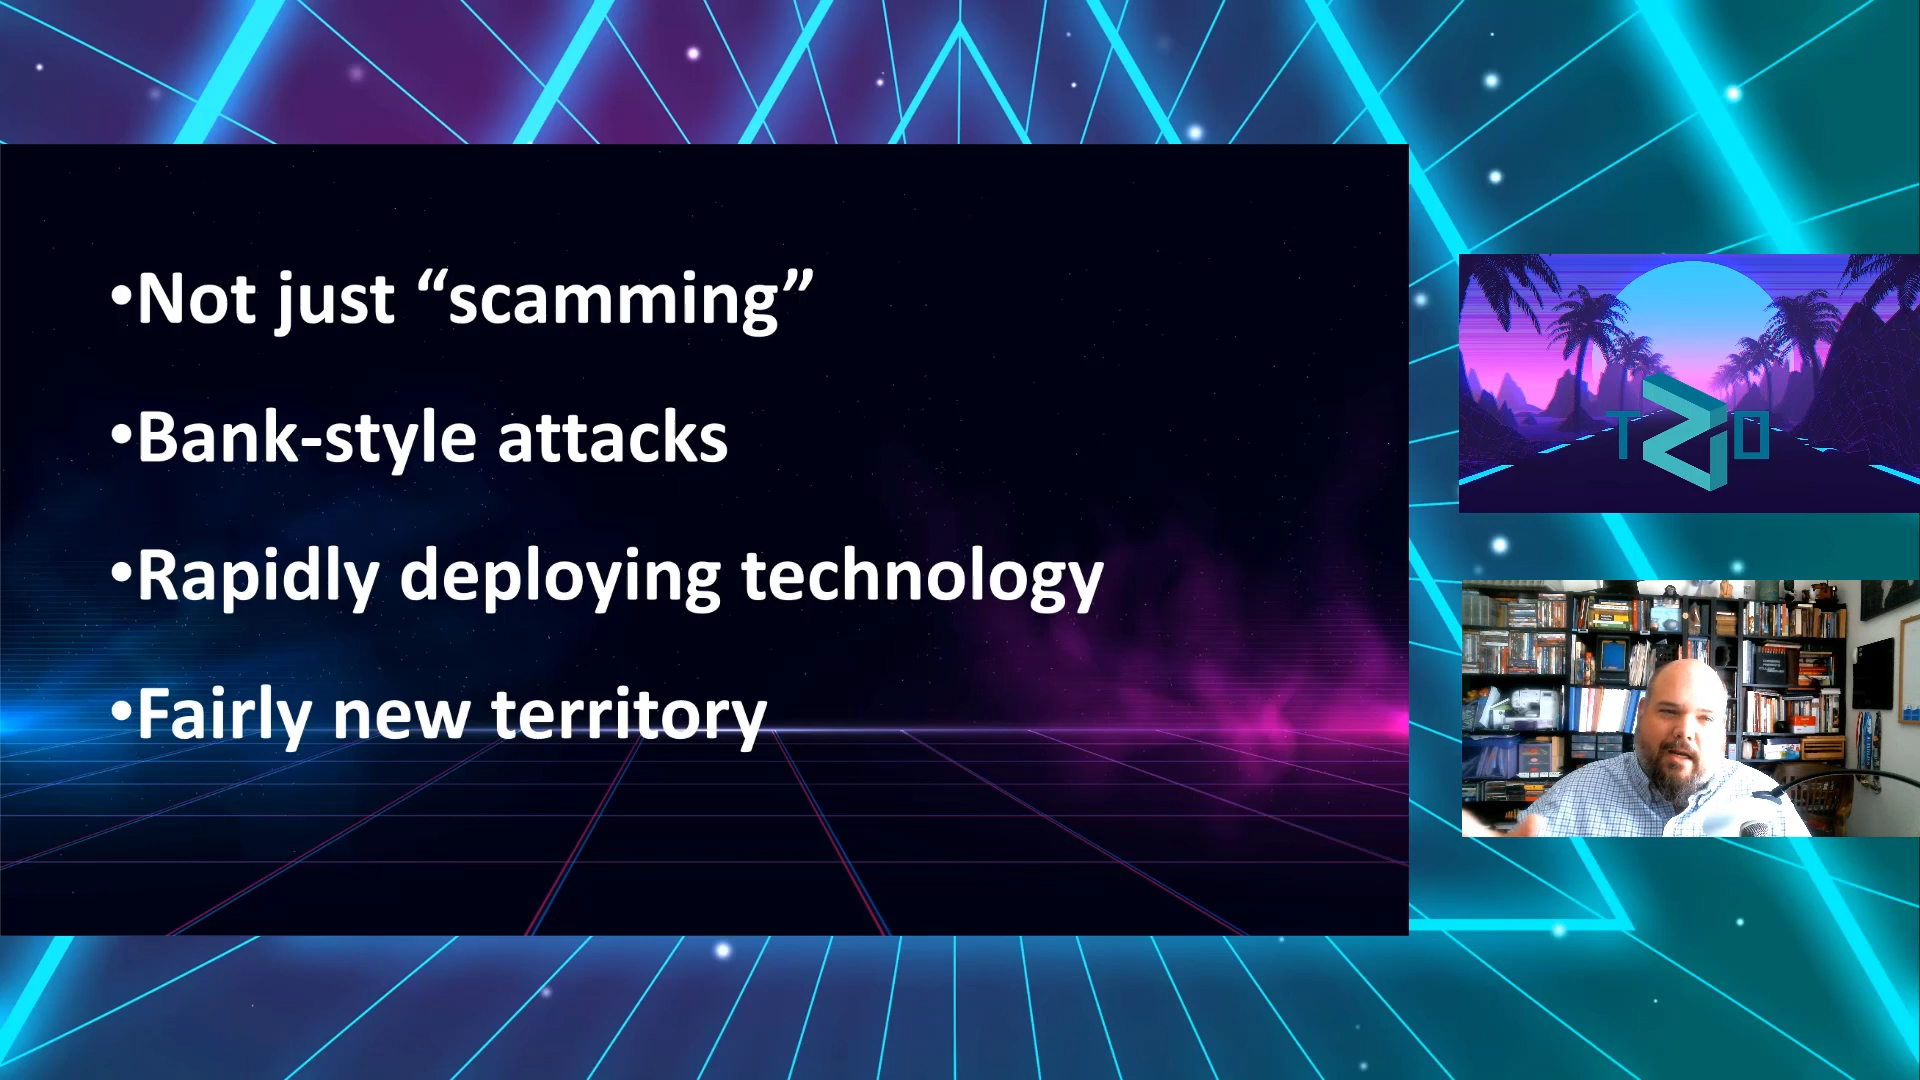 •Not just “scamming”
•Bank-style attacks
•Rapidly deploying technology
•Fairly new territory